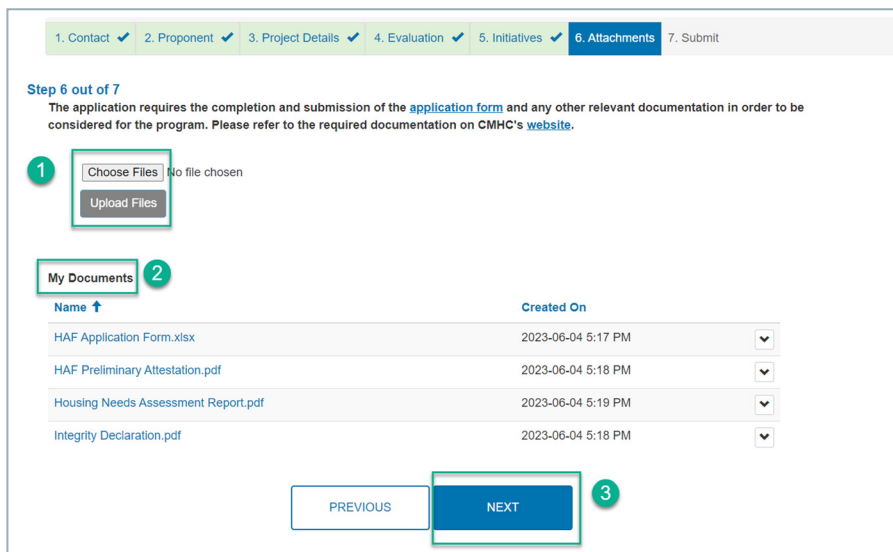 1. Contact ✔ 2. Proponent ✔ 3. Project Details ✔ 4. Evaluation ✔ 5. Initiatives ✔ 6. Attachments 7. Submit
Step 6 out of 7
The application requires the completion and submission of the application form and any other relevant documentation in order to be
considered for the program. Please refer to the required documentation on CMHC's website.
1
Choose Files No file chosen
Upload Files
My Documents 2
Name ↑ Created On
HAF Application Form.xlsx 2023-06-04 5:17 PM
HAF Preliminary Attestation.pdf 2023-06-04 5:18 PM
Housing Needs Assessment Report.pdf 2023-06-04 5:19 PM
Integrity Declaration.pdf 2023-06-04 5:18 PM
PREVIOUS NEXT 3